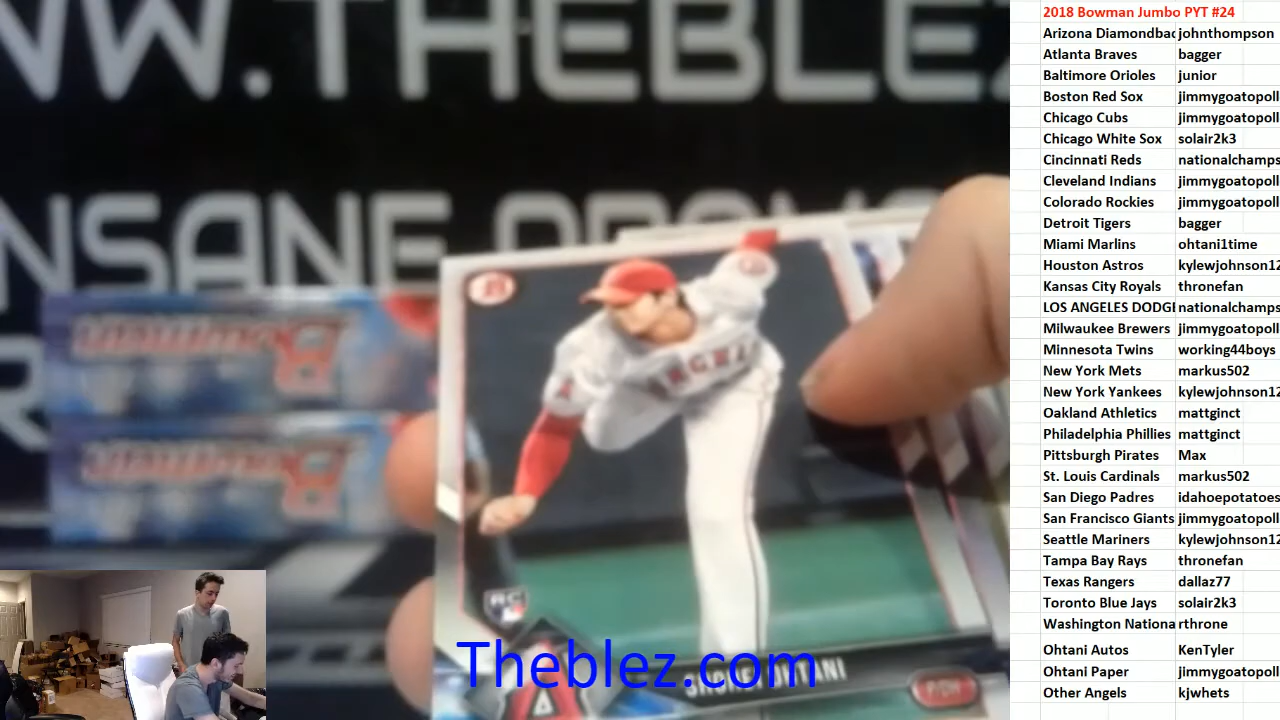 WW.THEBLEZ
NSANE
Bowman
Bowman
ANGELS
SHOHEI OHTANI
Theblez.com
2018 Bowman Jumbo PYT #24
Arizona Diamondbac johnthompson
Atlanta Braves bagger
Baltimore Orioles junior
Boston Red Sox jimmygoatopoll
Chicago Cubs jimmygoatopoll
Chicago White Sox solair2k3
Cincinnati Reds nationalchamps
Cleveland Indians jimmygoatopoll
Colorado Rockies jimmygoatopoll
Detroit Tigers bagger
Miami Marlins ohtani1time
Houston Astros kylewjohnson12
Kansas City Royals thronefan
LOS ANGELES DODGI nationalchamps
Milwaukee Brewers jimmygoatopoll
Minnesota Twins working44boys
New York Mets markus502
New York Yankees kylewjohnson12
Oakland Athletics mattginct
Philadelphia Phillies mattginct
Pittsburgh Pirates Max
St. Louis Cardinals markus502
San Diego Padres idahoepotatoes
San Francisco Giants jimmygoatopoll
Seattle Mariners kylewjohnson12
Tampa Bay Rays thronefan
Texas Rangers dallaz77
Toronto Blue Jays solair2k3
Washington Nationa rthrone
Ohtani Autos KenTyler
Ohtani Paper jimmygoatopoll
Other Angels kjwhets